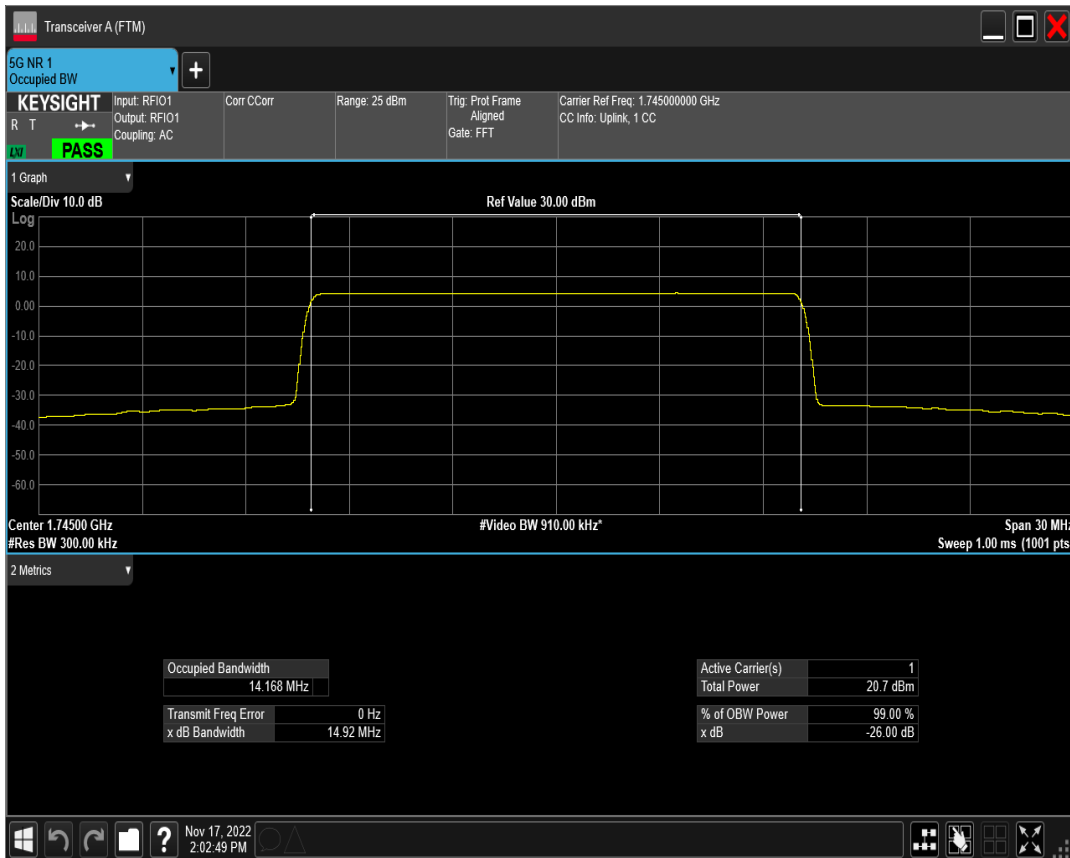 Transceiver A (FTM)
5G NR 1
Occupied BW
+
KEYSIGHT
R T
LXI
PASS
Input: RFIO1
Output: RFIO1
Coupling: AC
Corr CCorr
Range: 25 dBm
Trig: Prot Frame
Aligned
Gate: FFT
Carrier Ref Freq: 1.745000000 GHz
CC Info: Uplink, 1 CC
1 Graph
Scale/Div 10.0 dB
Ref Value 30.00 dBm
Log
20.0
10.0
0.00
-10.0
-20.0
-30.0
-40.0
-50.0
-60.0
Center 1.74500 GHz
#Video BW 910.00 kHz*
Span 30 MHz
#Res BW 300.00 kHz
Sweep 1.00 ms (1001 pts
2 Metrics
Occupied Bandwidth
14.168 MHz
Transmit Freq Error 0 Hz
x dB Bandwidth 14.92 MHz
Active Carrier(s) 1
Total Power 20.7 dBm
% of OBW Power 99.00 %
x dB -26.00 dB
?
Nov 17, 2022
2:02:49 PM